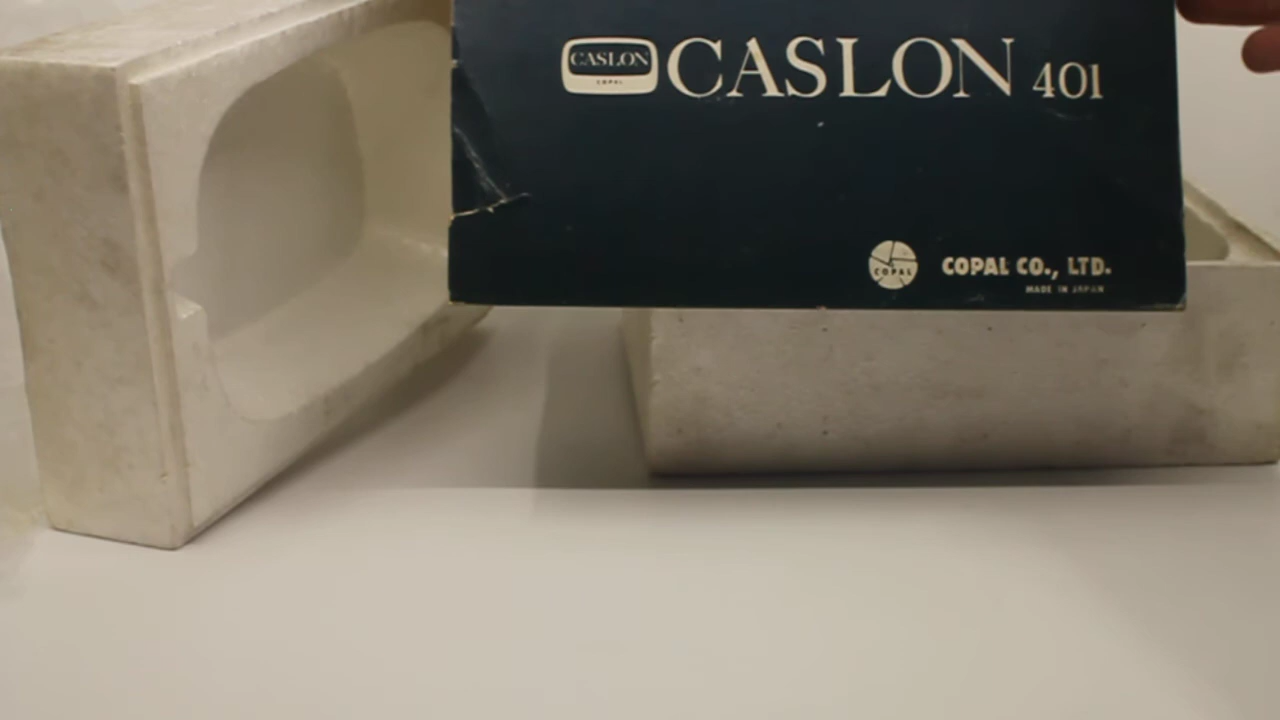 CASLON
COPAL
CASLON 401
COPAL
COPAL CO., LTD.
MADE IN JAPAN